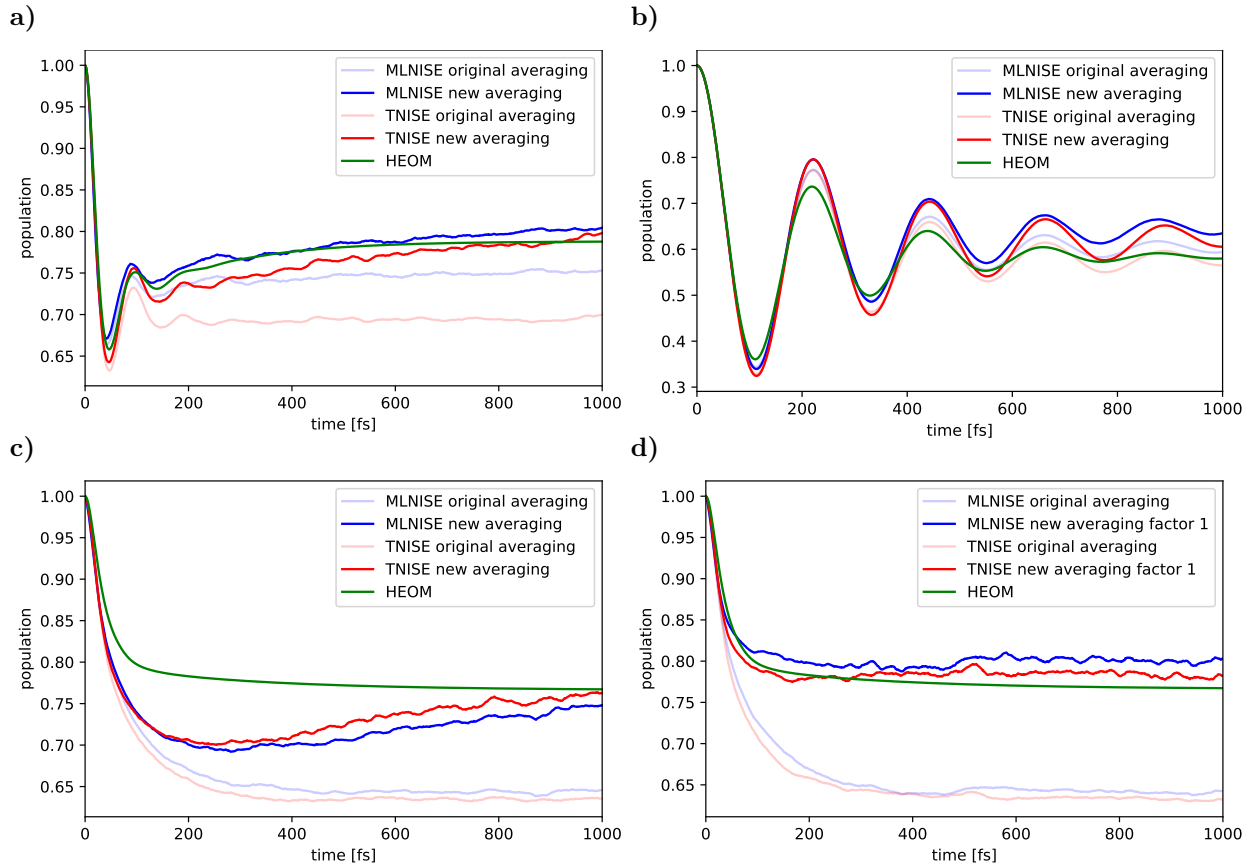 a)
b)
MLNISE original averaging
MLNISE new averaging
TNISE original averaging
TNISE new averaging
HEOM
1.00
0.95
0.90
0.85
0.80
0.75
0.70
0.65
population
0
200
400
600
800
1000
time [fs]
MLNISE original averaging
MLNISE new averaging
TNISE original averaging
TNISE new averaging
HEOM
1.0
0.9
0.8
0.7
0.6
0.5
0.4
0.3
population
0
200
400
600
800
1000
time [fs]
c)
d)
MLNISE original averaging
MLNISE new averaging
TNISE original averaging
TNISE new averaging
HEOM
1.00
0.95
0.90
0.85
0.80
0.75
0.70
0.65
population
0
200
400
600
800
1000
time [fs]
MLNISE original averaging
MLNISE new averaging factor 1
TNISE original averaging
TNISE new averaging factor 1
HEOM
1.00
0.95
0.90
0.85
0.80
0.75
0.70
0.65
population
0
200
400
600
800
1000
time [fs]